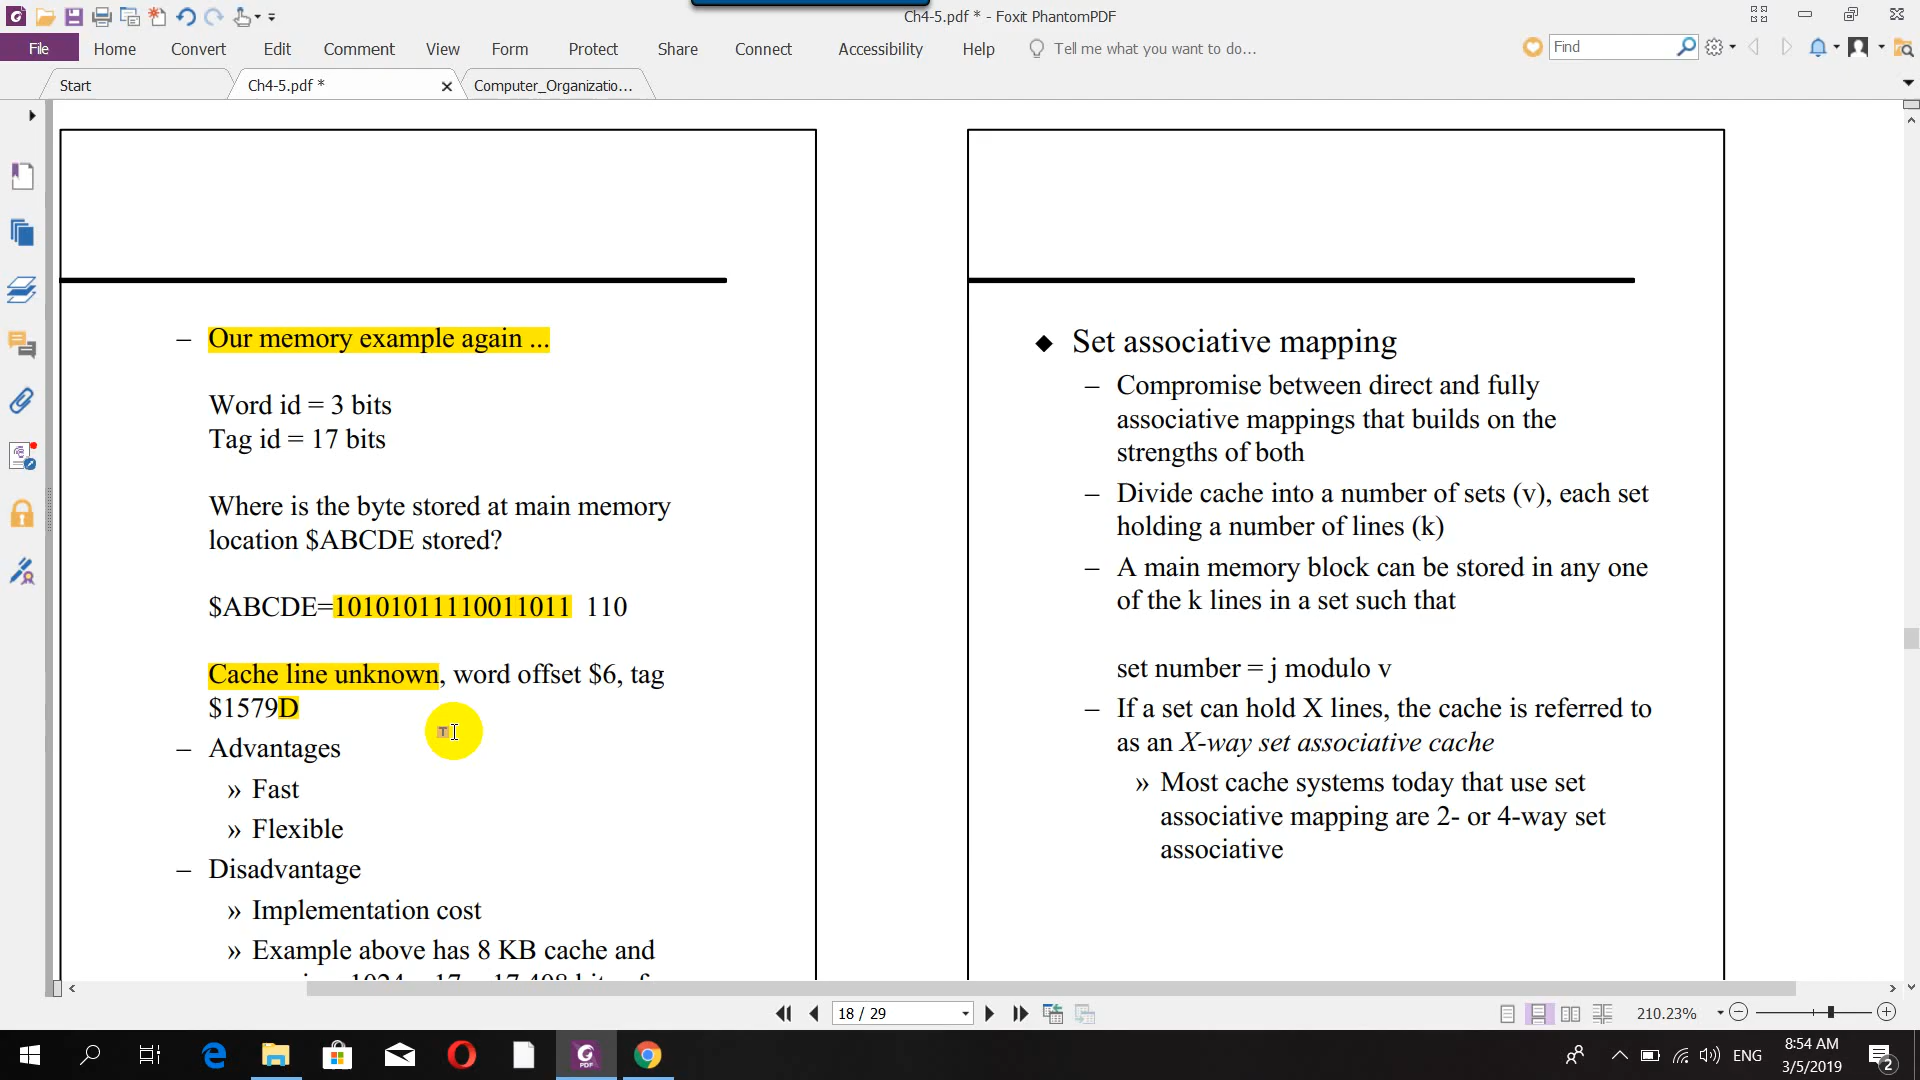 Ch4-5.pdf * - Foxit PhantomPDF
File Home Convert Edit Comment View Form Protect Share Connect Accessibility Help Tell me what you want to do... Find
Start Ch4-5.pdf * Computer_Organizatio...
– Our memory example again ...
Word id = 3 bits
Tag id = 17 bits
Where is the byte stored at main memory
location $ABCDE stored?
$ABCDE=10101011110011011 110
Cache line unknown, word offset $6, tag
$1579D
– Advantages
» Fast
» Flexible
– Disadvantage
» Implementation cost
» Example above has 8 KB cache and
◆ Set associative mapping
– Compromise between direct and fully
associative mappings that builds on the
strengths of both
– Divide cache into a number of sets (v), each set
holding a number of lines (k)
– A main memory block can be stored in any one
of the k lines in a set such that
set number = j modulo v
– If a set can hold X lines, the cache is referred to
as an X-way set associative cache
» Most cache systems today that use set
associative mapping are 2- or 4-way set
associative
18 / 29
210.23%
ENG
8:54 AM
3/5/2019
2